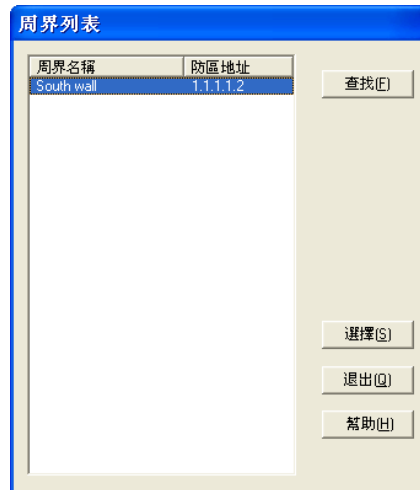 周界列表
周界名稱 防區地址
South wall 1.1.1.1.2
查找(F)
選擇(S)
退出(Q)
幫助(H)